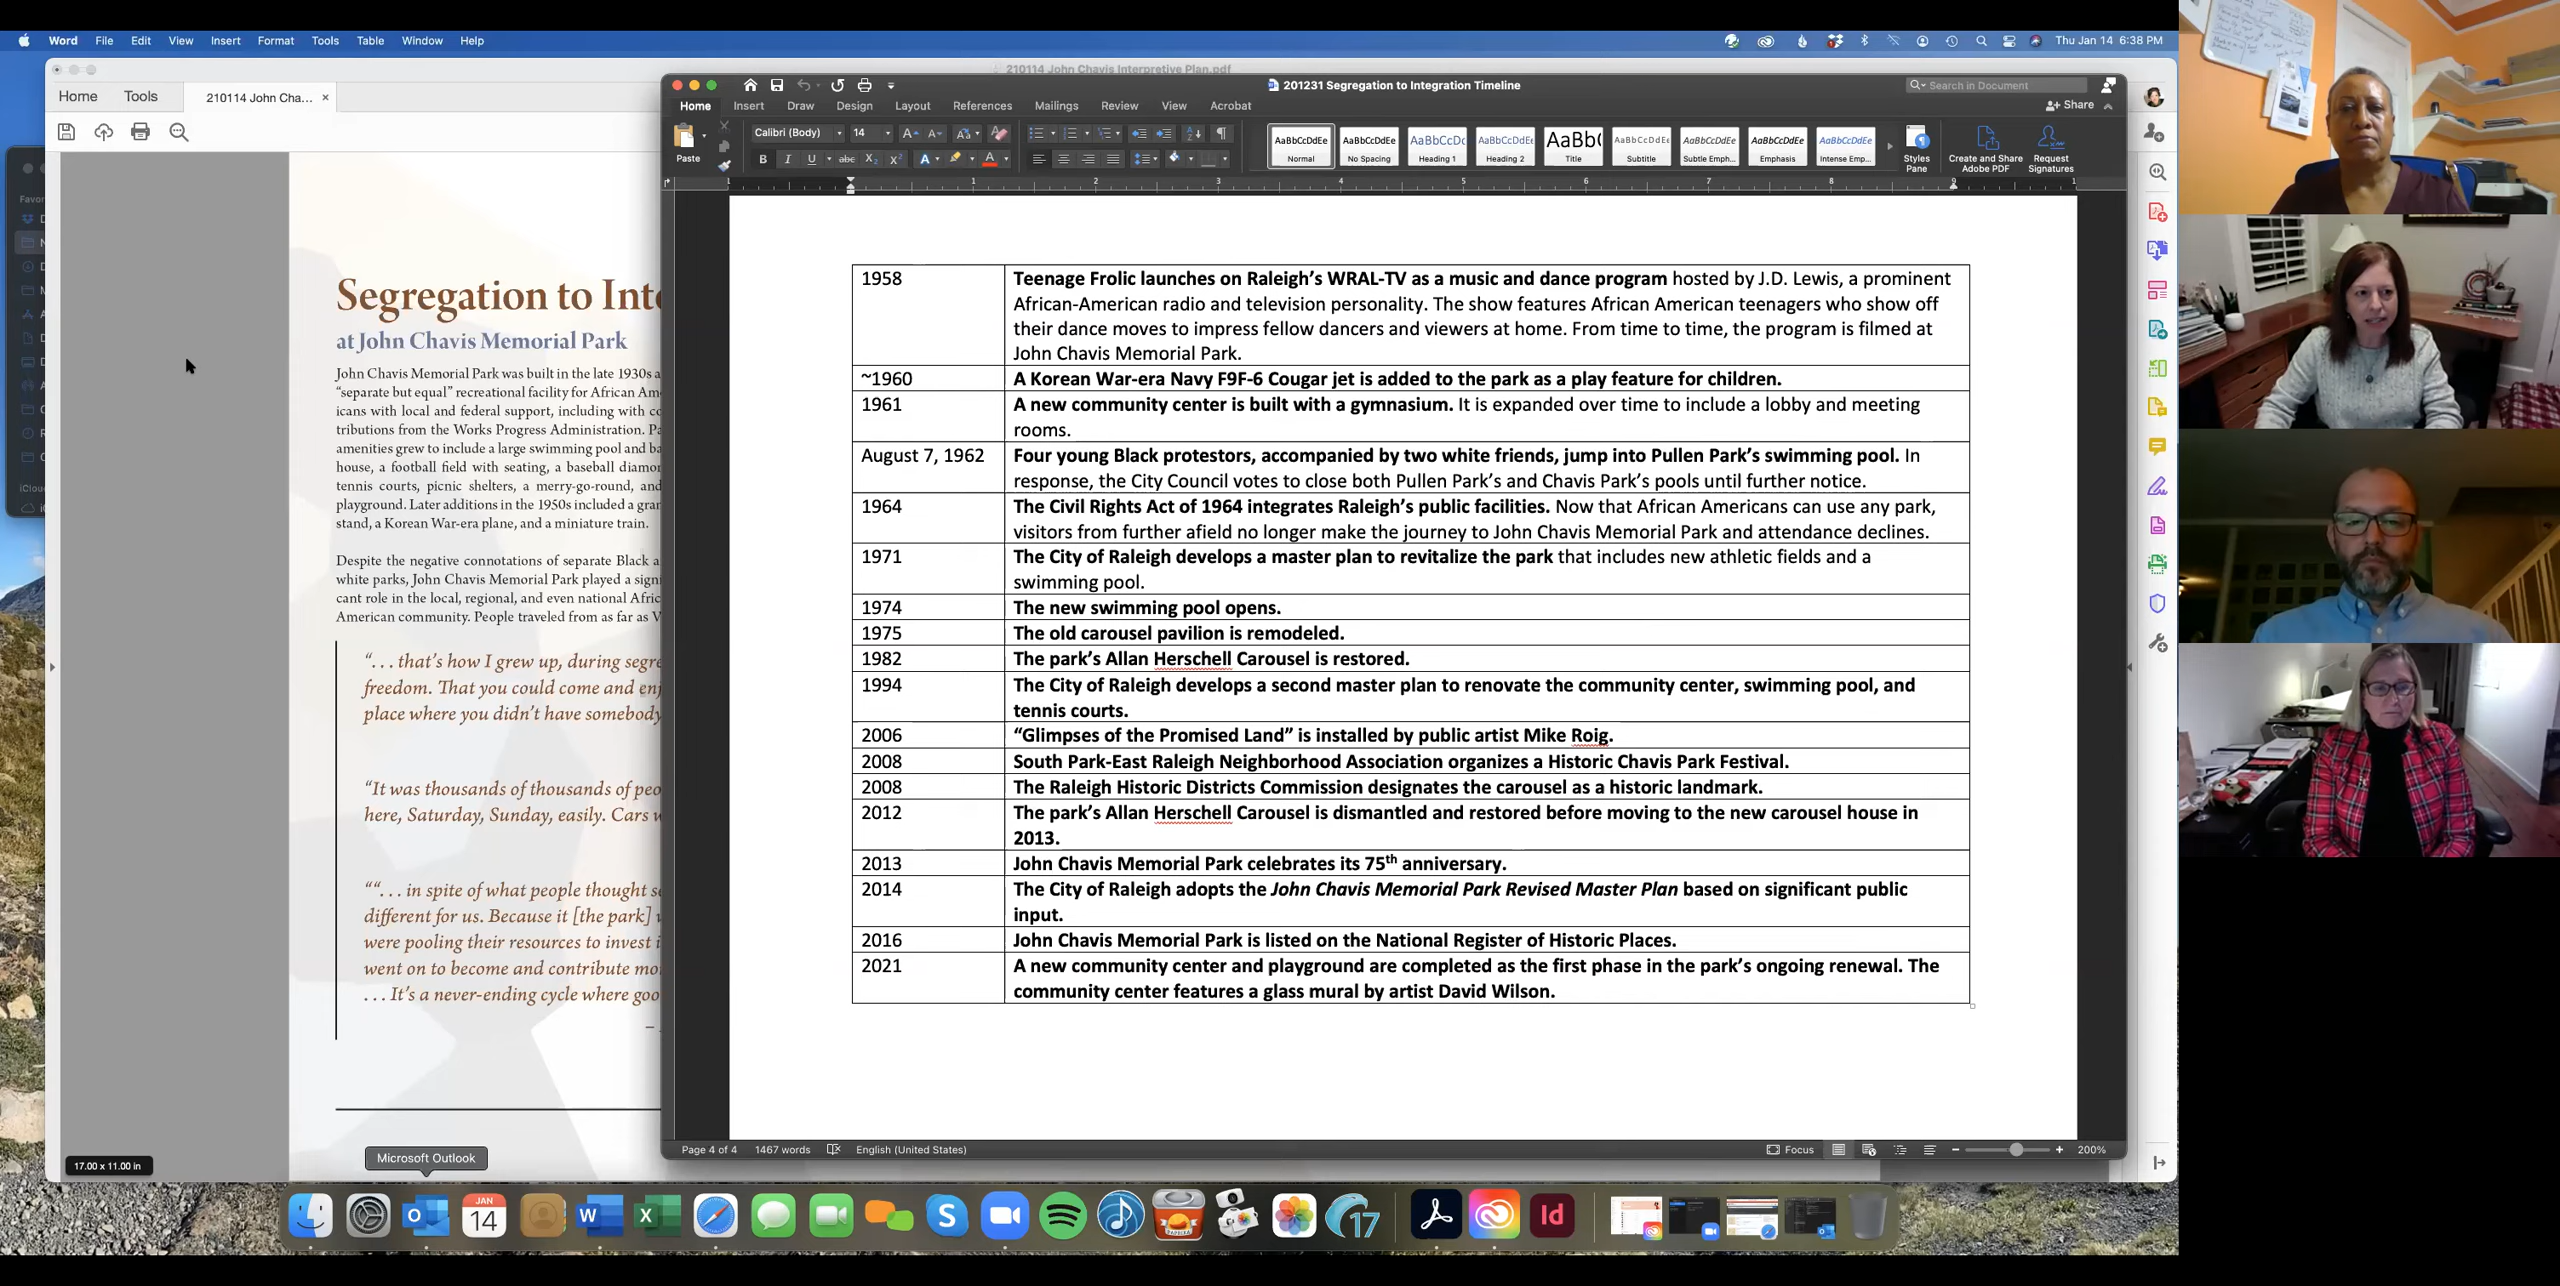 Word File Edit View Insert Format Tools Table Window Help
Thu Jan 14 6:38 PM
210114 John Chavis Interpretive Plan.pdf
Home Tools 210114 John Cha... ×
201231 Segregation to Integration Timeline
Search in Document
Home Insert Draw Design Layout References Mailings Review View Acrobat
Share
Paste
Calibri (Body) 14
AaBbCcDdEe AaBbCcDdEe AaBbCcDc AaBbCcDdEe AaBb( AaBbCcDdEe AaBbCcDdEe AaBbCcDdEe AaBbCcDdEe
Normal No Spacing Heading 1 Heading 2 Title Subtitle Subtle Emph... Emphasis Intense Emp...
Styles Pane
Create and Share Adobe PDF
Request Signatures
Favor
iClou
Segregation to Inte
at John Chavis Memorial Park
John Chavis Memorial Park was built in the late 1930s a
“separate but equal” recreational facility for African Am
icans with local and federal support, including with co
tributions from the Works Progress Administration. Pa
amenities grew to include a large swimming pool and ba
house, a football field with seating, a baseball diamon
tennis courts, picnic shelters, a merry-go-round, and
playground. Later additions in the 1950s included a gran
stand, a Korean War-era plane, and a miniature train.
Despite the negative connotations of separate Black a
white parks, John Chavis Memorial Park played a signi
cant role in the local, regional, and even national Afric
American community. People traveled from as far as V
“. . . that’s how I grew up, during segre
freedom. That you could come and enj
place where you didn’t have somebody
“It was thousands of thousands of peo
here, Saturday, Sunday, easily. Cars w
““. . . in spite of what people thought s
different for us. Because it [the park] w
were pooling their resources to invest i
went on to become and contribute mo
. . . It’s a never-ending cycle where goo
17.00 x 11.00 in
Microsoft Outlook
1958 Teenage Frolic launches on Raleigh’s WRAL-TV as a music and dance program hosted by J.D. Lewis, a prominent
African-American radio and television personality. The show features African American teenagers who show off
their dance moves to impress fellow dancers and viewers at home. From time to time, the program is filmed at
John Chavis Memorial Park.
~1960 A Korean War-era Navy F9F-6 Cougar jet is added to the park as a play feature for children.
1961 A new community center is built with a gymnasium. It is expanded over time to include a lobby and meeting
rooms.
August 7, 1962 Four young Black protestors, accompanied by two white friends, jump into Pullen Park’s swimming pool. In
response, the City Council votes to close both Pullen Park’s and Chavis Park’s pools until further notice.
1964 The Civil Rights Act of 1964 integrates Raleigh’s public facilities. Now that African Americans can use any park,
visitors from further afield no longer make the journey to John Chavis Memorial Park and attendance declines.
1971 The City of Raleigh develops a master plan to revitalize the park that includes new athletic fields and a
swimming pool.
1974 The new swimming pool opens.
1975 The old carousel pavilion is remodeled.
1982 The park’s Allan Herschell Carousel is restored.
1994 The City of Raleigh develops a second master plan to renovate the community center, swimming pool, and
tennis courts.
2006 “Glimpses of the Promised Land” is installed by public artist Mike Roig.
2008 South Park-East Raleigh Neighborhood Association organizes a Historic Chavis Park Festival.
2008 The Raleigh Historic Districts Commission designates the carousel as a historic landmark.
2012 The park’s Allan Herschell Carousel is dismantled and restored before moving to the new carousel house in
2013.
2013 John Chavis Memorial Park celebrates its 75th anniversary.
2014 The City of Raleigh adopts the John Chavis Memorial Park Revised Master Plan based on significant public
input.
2016 John Chavis Memorial Park is listed on the National Register of Historic Places.
2021 A new community center and playground are completed as the first phase in the park’s ongoing renewal. The
community center features a glass mural by artist David Wilson.
Page 4 of 4 1467 words English (United States) Focus 200%
JAN
14
17
Id